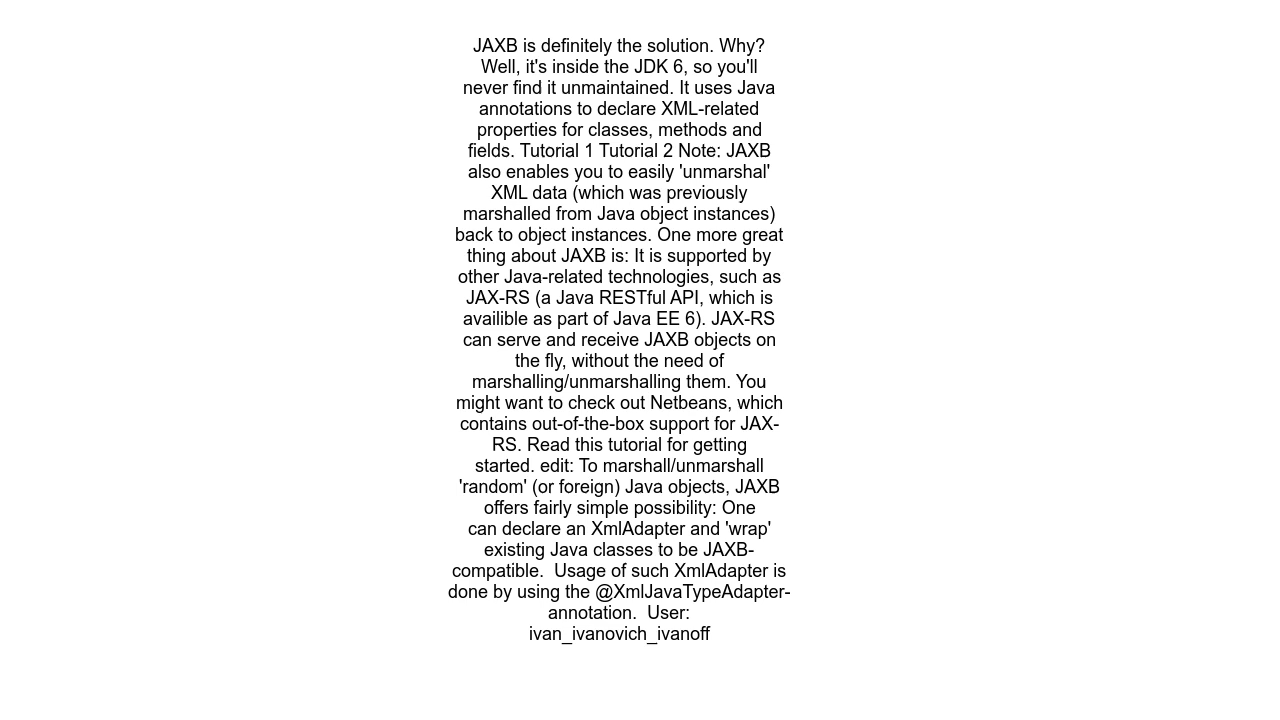 JAXB is definitely the solution. Why?
Well, it's inside the JDK 6, so you'll
never find it unmaintained. It uses Java
annotations to declare XML-related
properties for classes, methods and
fields. Tutorial 1 Tutorial 2 Note: JAXB
also enables you to easily 'unmarshal'
XML data (which was previously
marshalled from Java object instances)
back to object instances. One more great
thing about JAXB is: It is supported by
other Java-related technologies, such as
JAX-RS (a Java RESTful API, which is
availible as part of Java EE 6). JAX-RS
can serve and receive JAXB objects on
the fly, without the need of
marshalling/unmarshalling them. You
might want to check out Netbeans, which
contains out-of-the-box support for JAX-
RS. Read this tutorial for getting
started. edit: To marshall/unmarshall
'random' (or foreign) Java objects, JAXB
offers fairly simple possibility: One
can declare an XmlAdapter and 'wrap'
existing Java classes to be JAXB-
compatible.  Usage of such XmlAdapter is
done by using the @XmlJavaTypeAdapter-
annotation.  User:
ivan_ivanovich_ivanoff